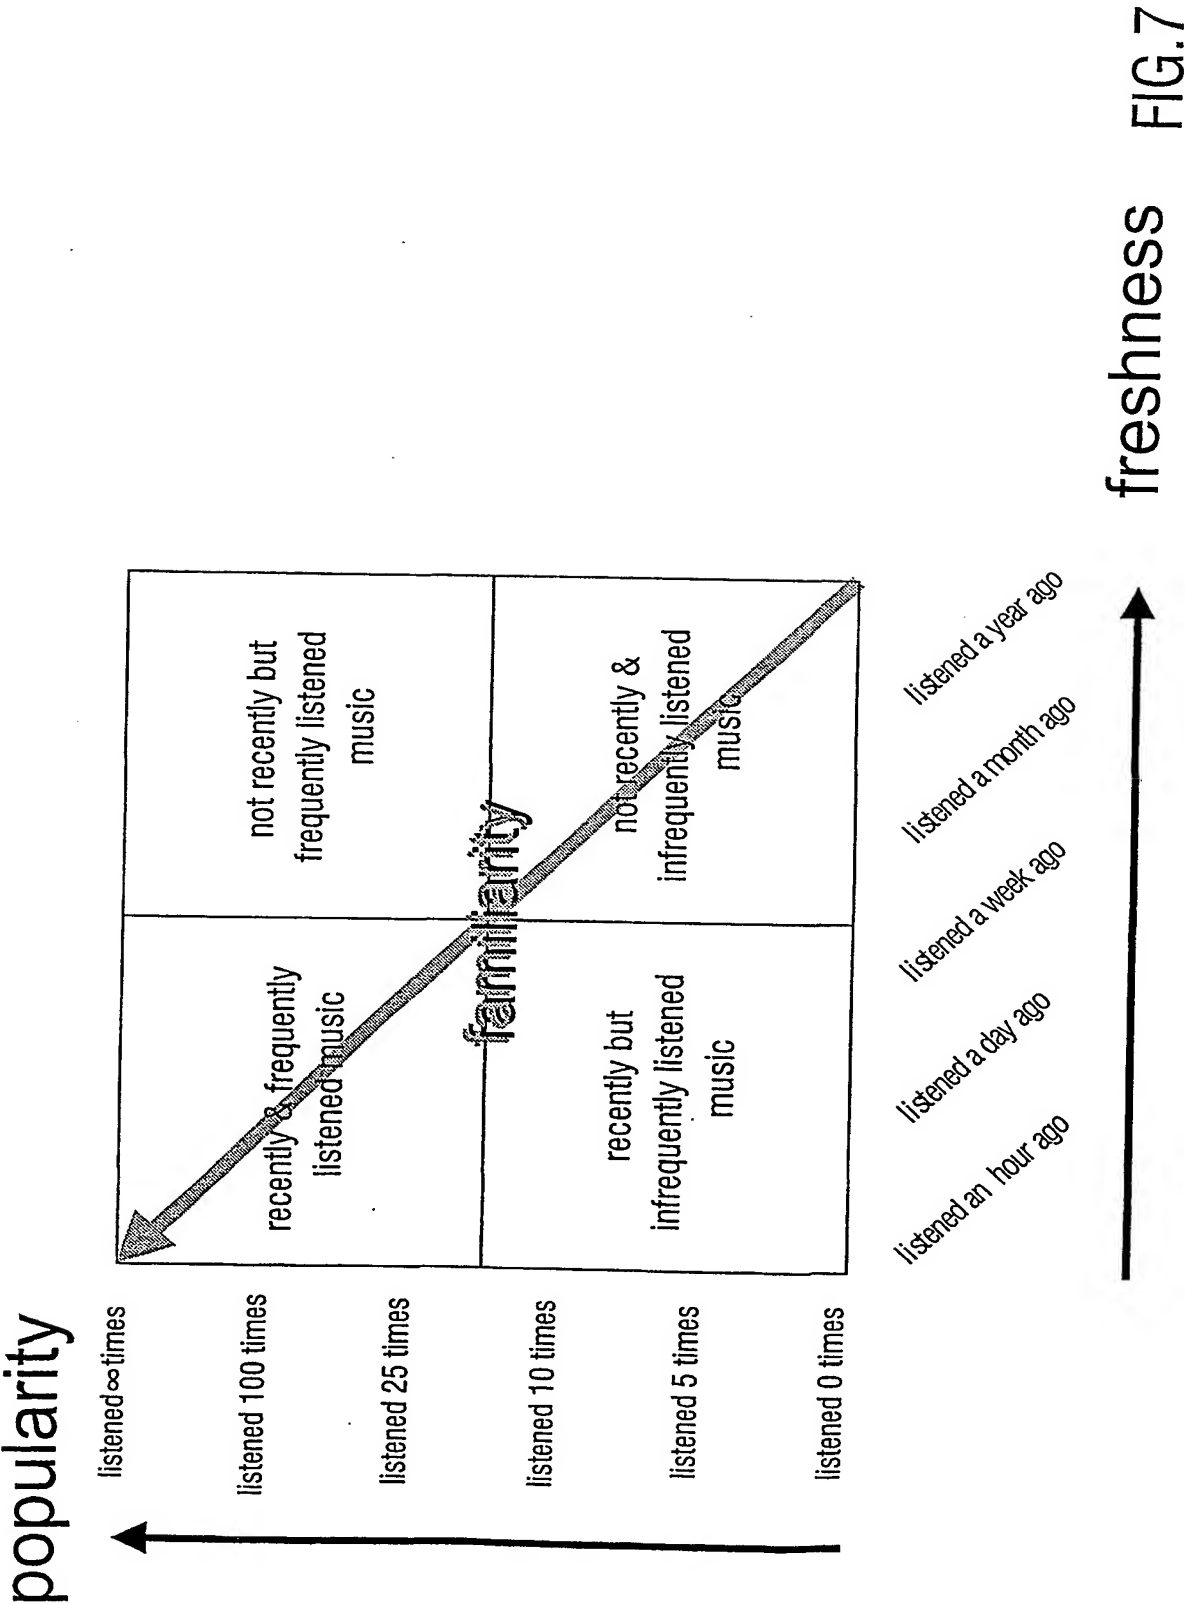 popularity
listened ∞ times
listened 100 times
listened 25 times
listened 10 times
listened 5 times
listened 0 times
recently & frequently
listened music
not recently but
frequently listened
music
familiarity
recently but
infrequently listened
music
not recently &
infrequently listened
music
listened an hour ago
listened a day ago
listened a week ago
listened a month ago
listened a year ago
freshness
FIG.7